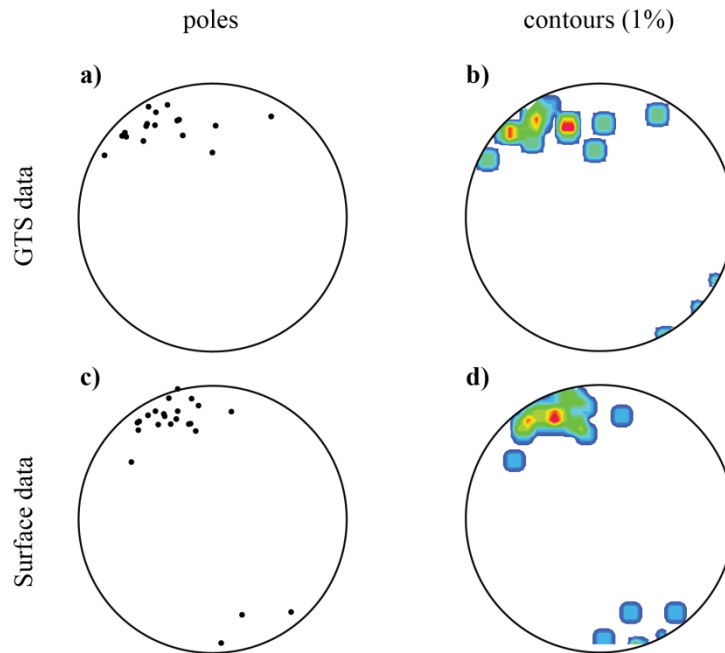 poles
contours (1%)
a)
b)
GTS data
c)
d)
Surface data